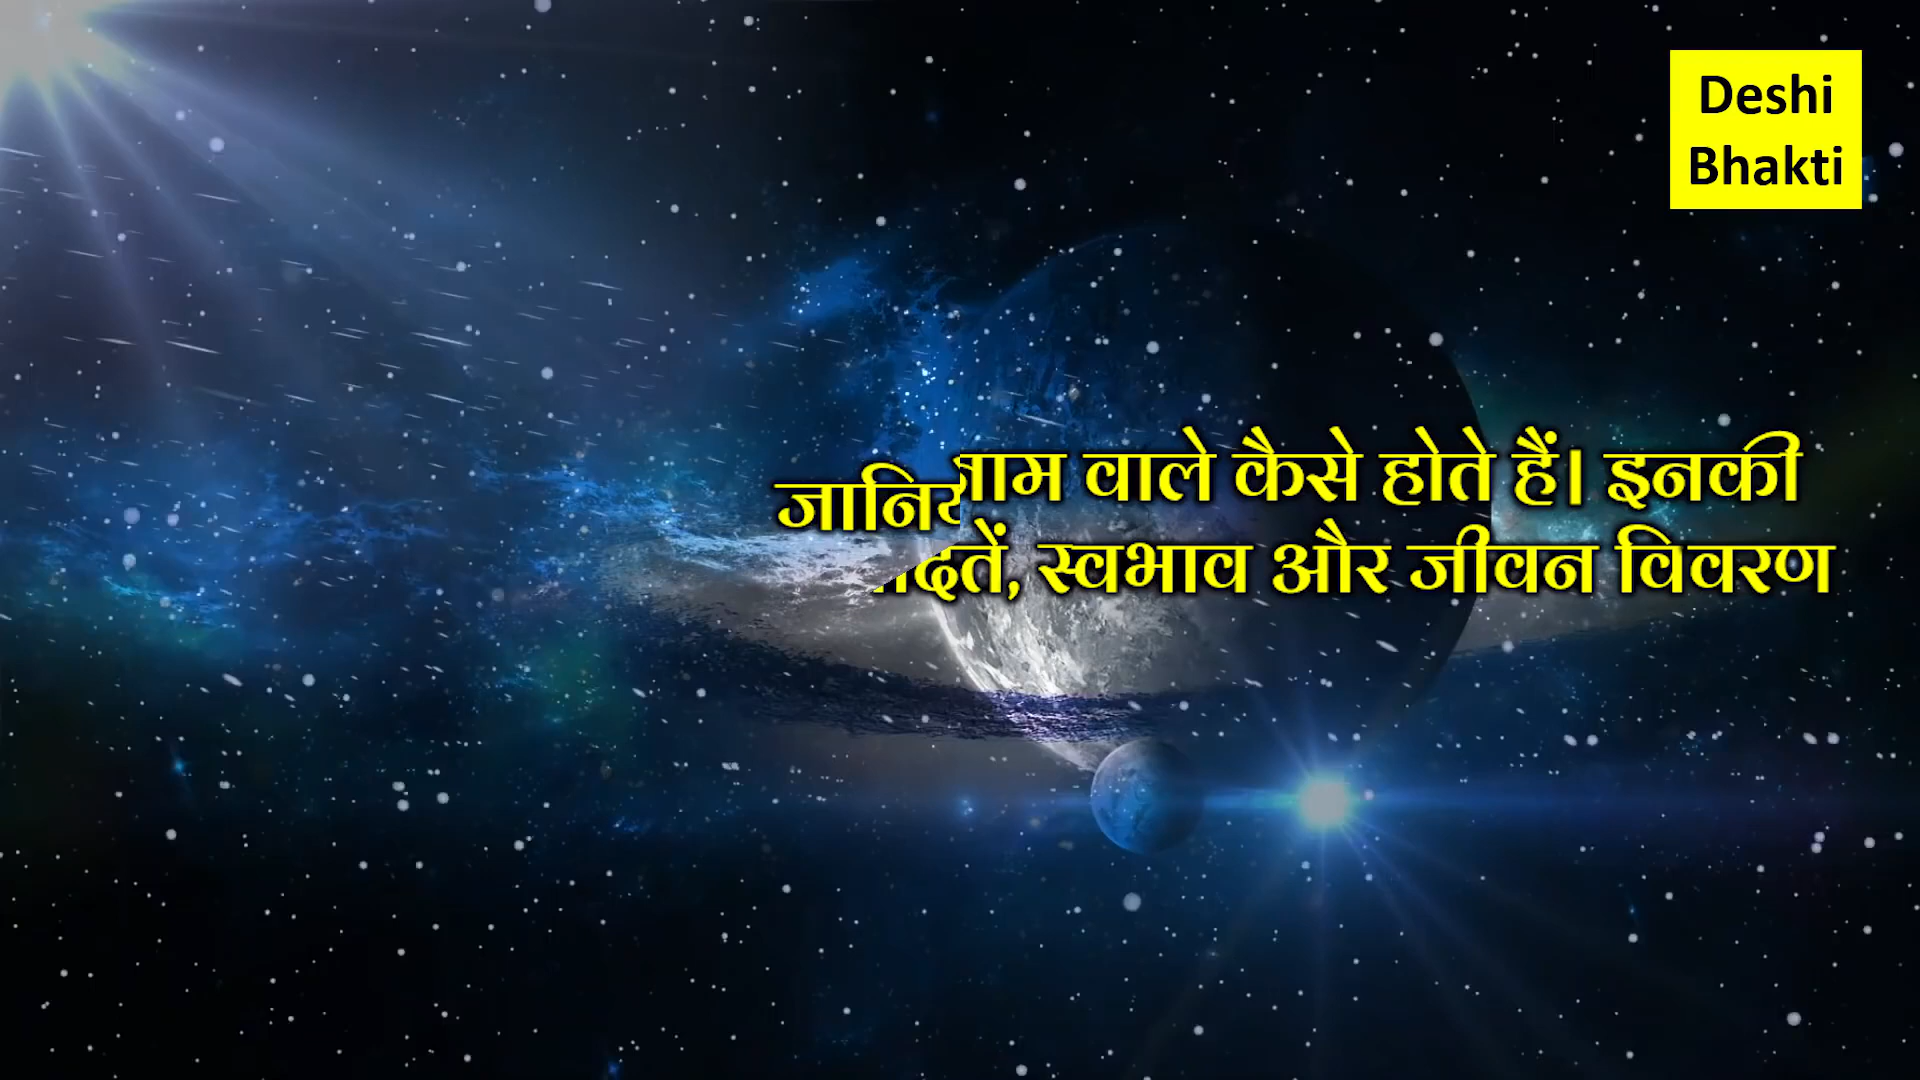 Deshi
Bhakti
नाम वाले कैसे होते हैं। इनकी
स्वभाव और जीवन विवरण